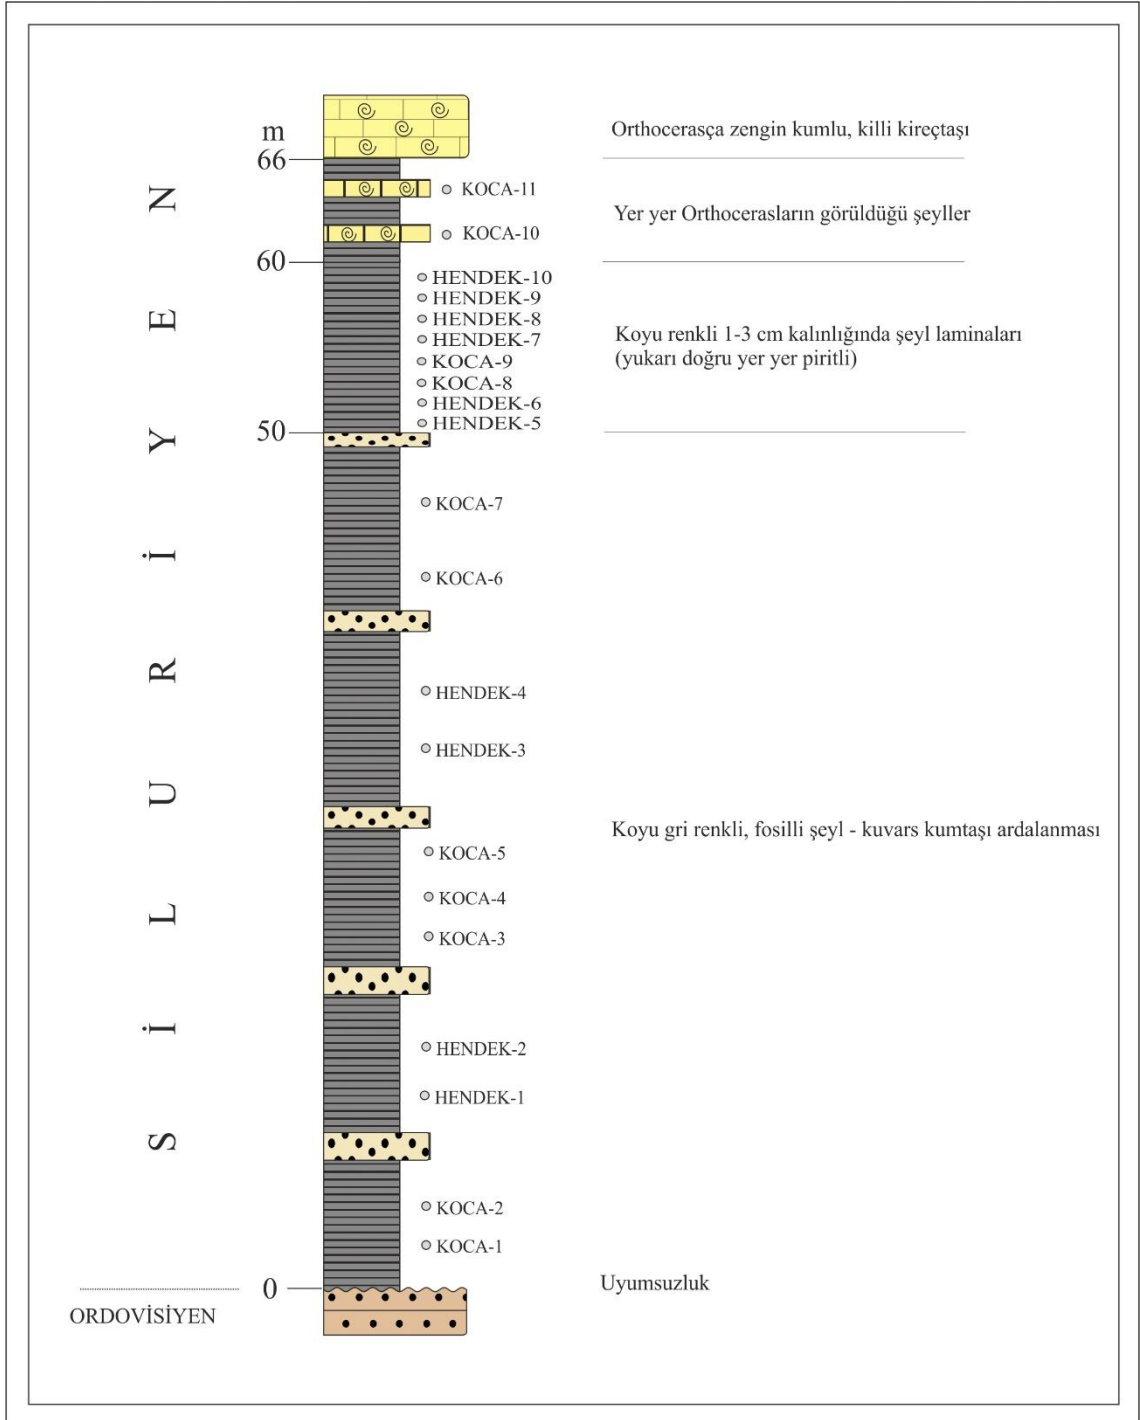 m
Orthocerasça zengin kumlu, killi kireçtaşı
66
KOCA-11
Yer yer Orthocerasların görüldüğü şeyller
KOCA-10
60
HENDEK-10
HENDEK-9
HENDEK-8
HENDEK-7
KOCA-9
KOCA-8
HENDEK-6
HENDEK-5
Koyu renkli 1-3 cm kalınlığında şeyl laminaları
(yukarı doğru yer yer piritli)
50
KOCA-7
KOCA-6
HENDEK-4
HENDEK-3
KOCA-5
KOCA-4
KOCA-3
Koyu gri renkli, fosilli şeyl - kuvars kumtaşı ardalanması
HENDEK-2
HENDEK-1
KOCA-2
KOCA-1
0
Uyumsuzluk
SİLURİYEN
ORDOVİSİYEN